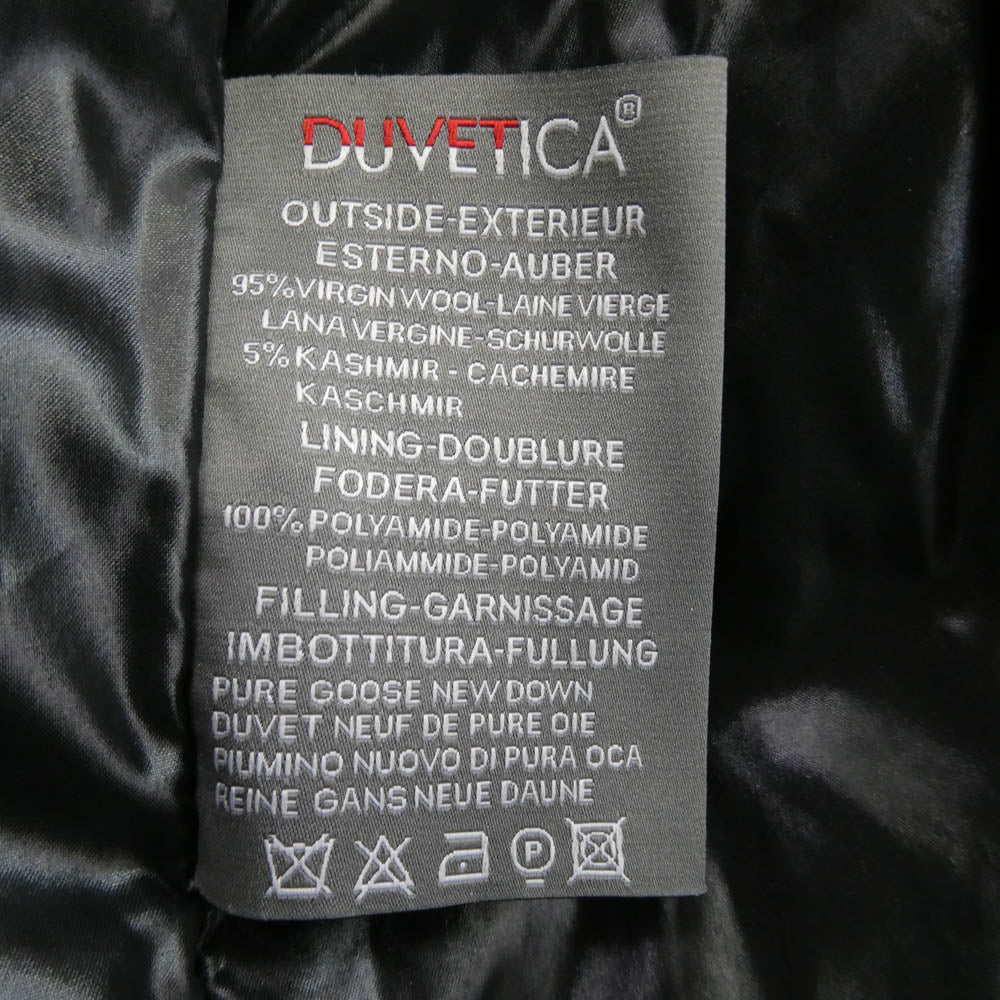 DUVETICA®
OUTSIDE-EXTERIEUR
ESTERNO-AUBER
95% VIRGIN WOOL-LAINE VIERGE
LANA VERGINE-SCHURWOLLE
5% KASHMIR - CACHEMIRE
KASCHMIR
LINING-DOUBLURE
FODERA-FUTTER
100% POLYAMIDE-POLYAMIDE
POLIAMMIDE-POLYAMID
FILLING-GARNISSAGE
IMBOTTITURA-FULLUNG
PURE GOOSE NEW DOWN
DUVET NEUF DE PURE OIE
PIUMINO NUOVO DI PURA OCA
REINE GANS NEUE DAUNE
P